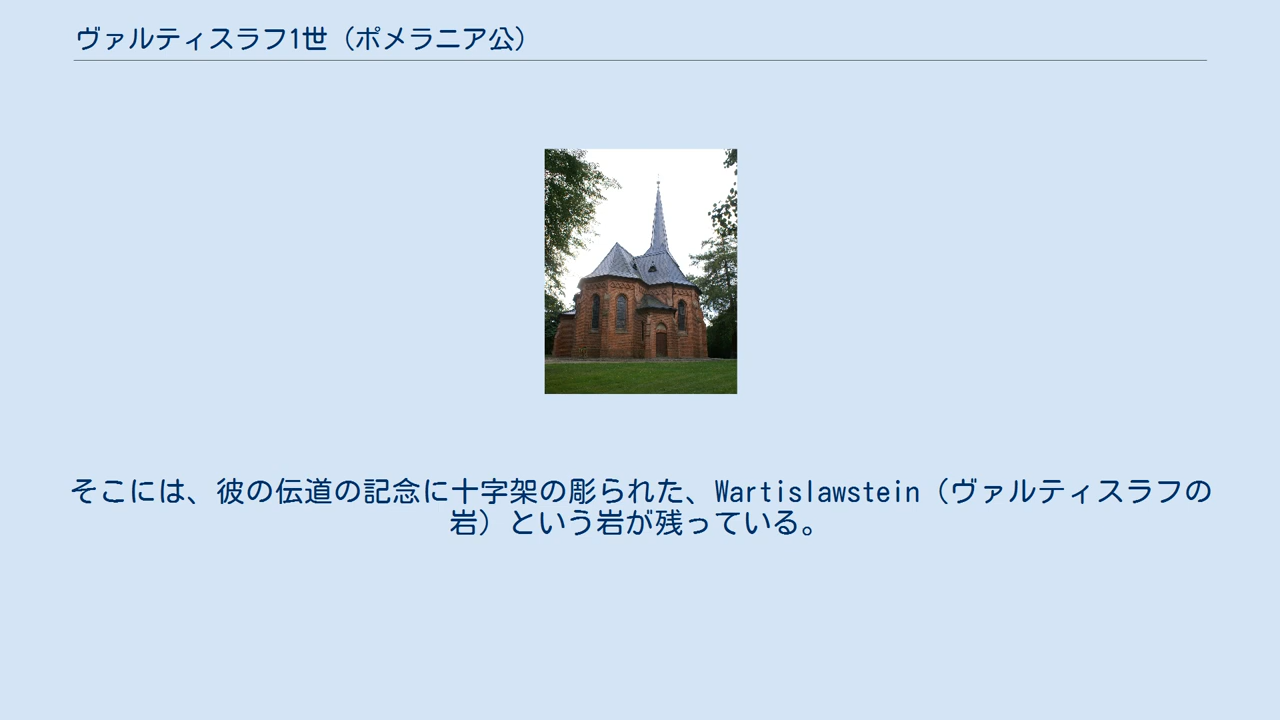 ヴァルティスラフ1世（ポメラニア公）
そこには、彼の伝道の記念に十字架の彫られた、Wartislawstein（ヴァルティスラフの
岩）という岩が残っている。